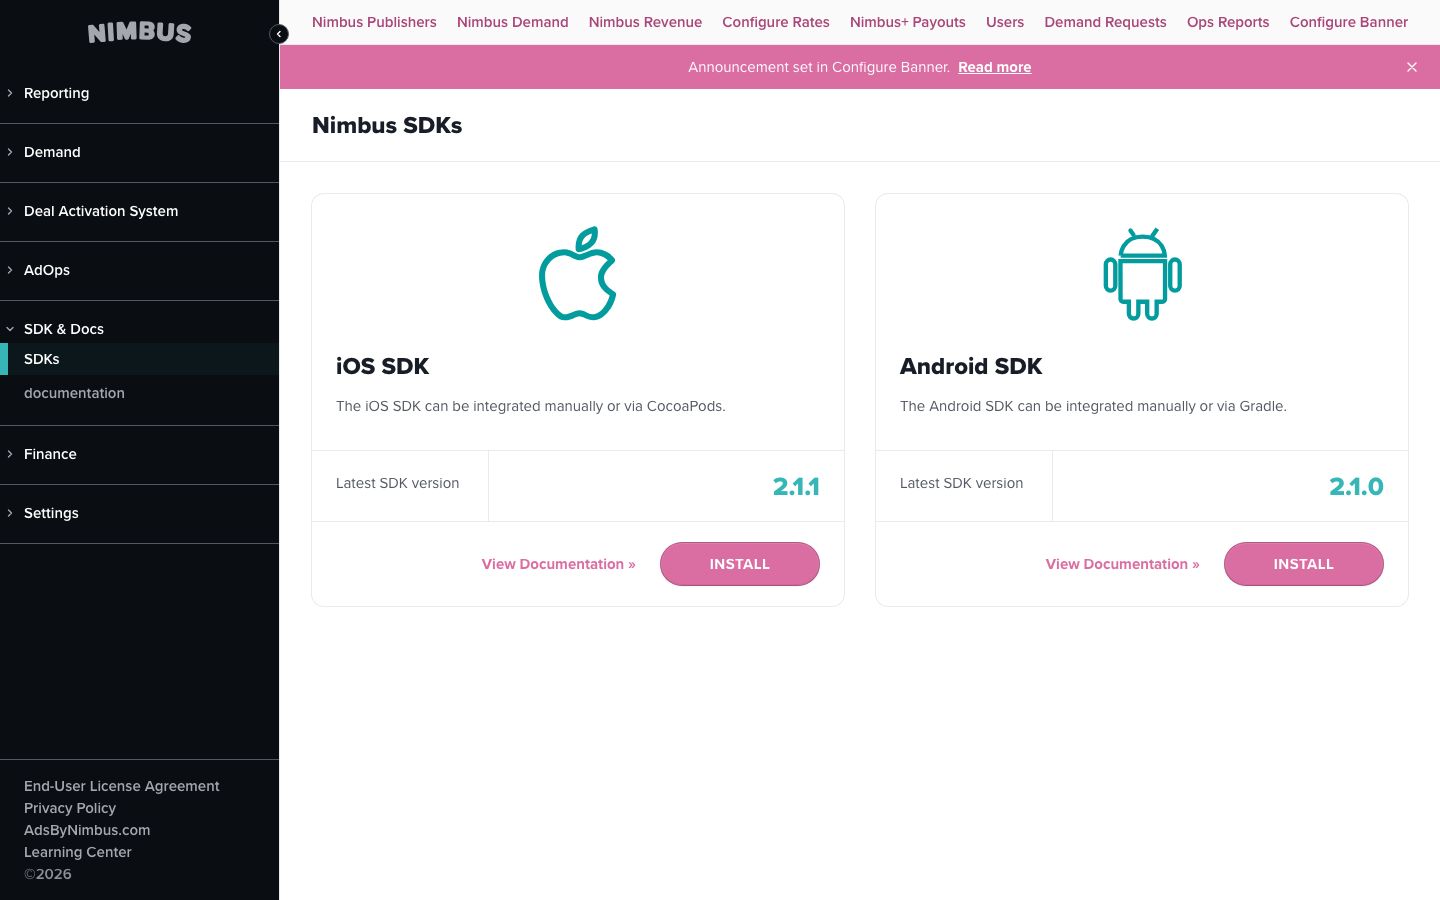 NIMBUS
Nimbus Publishers Nimbus Demand Nimbus Revenue Configure Rates Nimbus+ Payouts Users Demand Requests Ops Reports Configure Banner
Announcement set in Configure Banner. Read more
Reporting
Demand
Deal Activation System
AdOps
SDK & Docs
SDKs
documentation
Finance
Settings
End-User License Agreement
Privacy Policy
AdsByNimbus.com
Learning Center
©2026
Nimbus SDKs
iOS SDK
The iOS SDK can be integrated manually or via CocoaPods.
Latest SDK version 2.1.1
View Documentation » INSTALL
Android SDK
The Android SDK can be integrated manually or via Gradle.
Latest SDK version 2.1.0
View Documentation » INSTALL